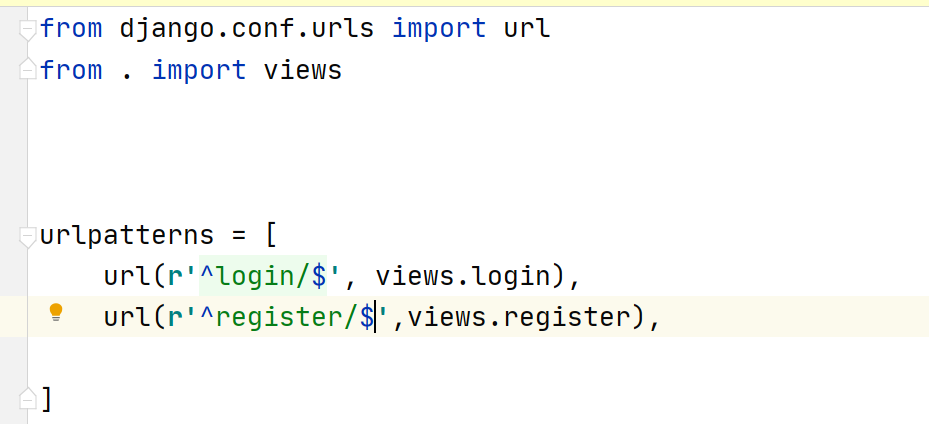 from django.conf.urls import url
from . import views
urlpatterns = [
    url(r'^login/$', views.login),
    url(r'^register/$',views.register),
]